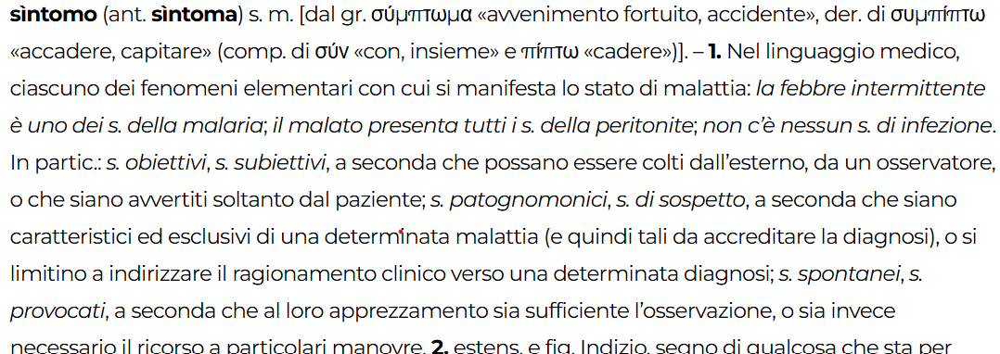 sìntomo (ant. sìntoma) s. m. [dal gr. σύμπτωμα «avvenimento fortuito, accidente», der. di συμπίπτω
«accadere, capitare» (comp. di σύν «con, insieme» e πίπτω «cadere»)]. – 1. Nel linguaggio medico,
ciascuno dei fenomeni elementari con cui si manifesta lo stato di malattia: la febbre intermittente
è uno dei s. della malaria; il malato presenta tutti i s. della peritonite; non c’è nessun s. di infezione.
In partic.: s. obiettivi, s. subiettivi, a seconda che possano essere colti dall’esterno, da un osservatore,
o che siano avvertiti soltanto dal paziente; s. patognomonici, s. di sospetto, a seconda che siano
caratteristici ed esclusivi di una determinata malattia (e quindi tali da accreditare la diagnosi), o si
limitino a indirizzare il ragionamento clinico verso una determinata diagnosi; s. spontanei, s.
provocati, a seconda che al loro apprezzamento sia sufficiente l’osservazione, o sia invece
necessario il ricorso a particolari manovre. 2. estens. e fig. Indizio, segno di qualcosa che sta per